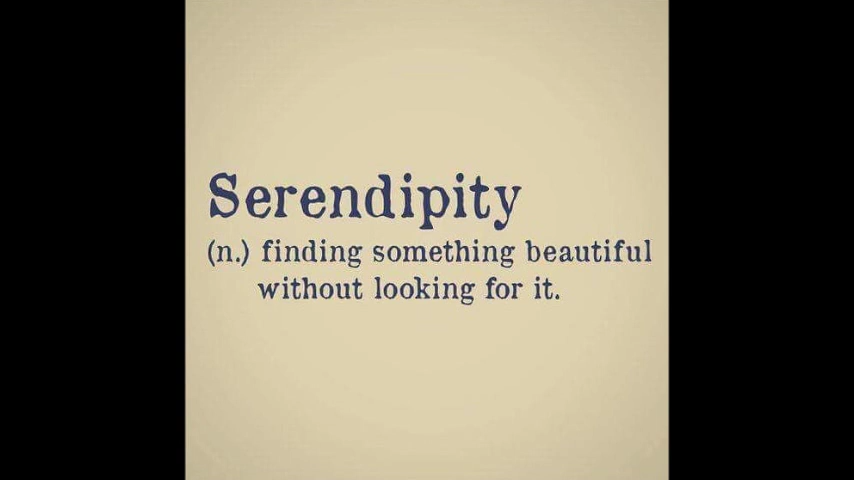 Serendipity
(n.) finding something beautiful
without looking for it.